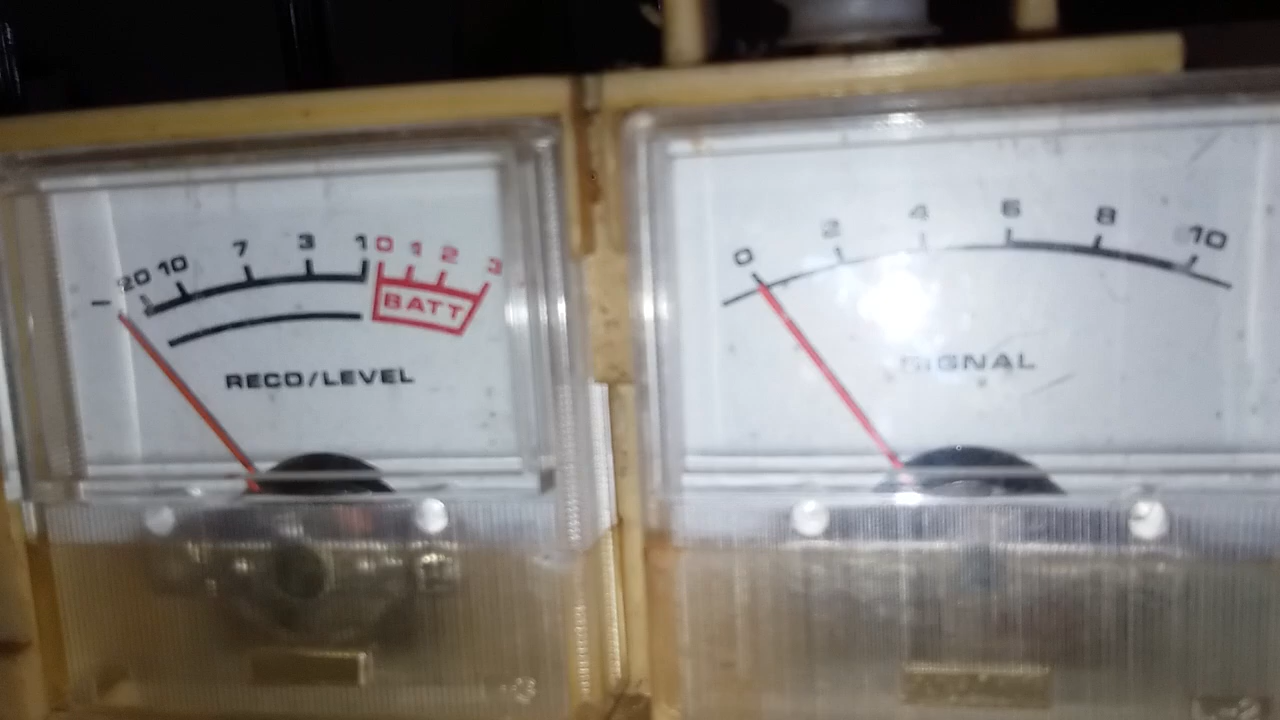 – 20 10 7 3 1 0 1 2 3
BATT
RECO/LEVEL
0 2 4 6 8 10
SIGNAL